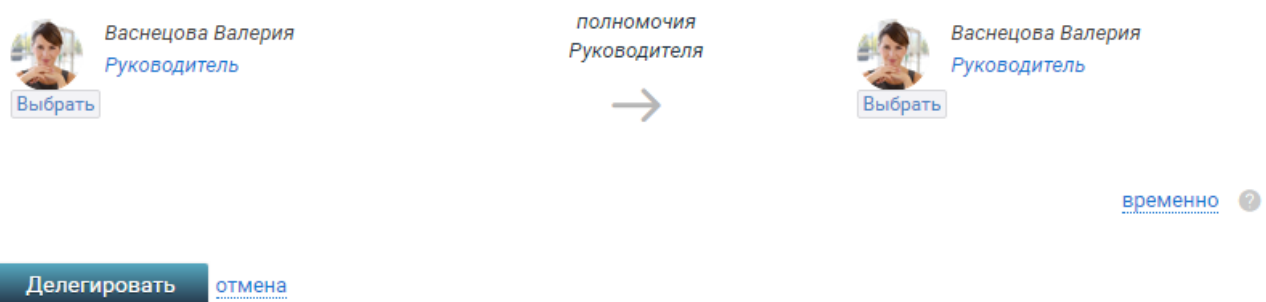 Васнецова Валерия
Руководитель
Выбрать
полномочия
Руководителя
Васнецова Валерия
Руководитель
Выбрать
временно ?
Делегировать отмена